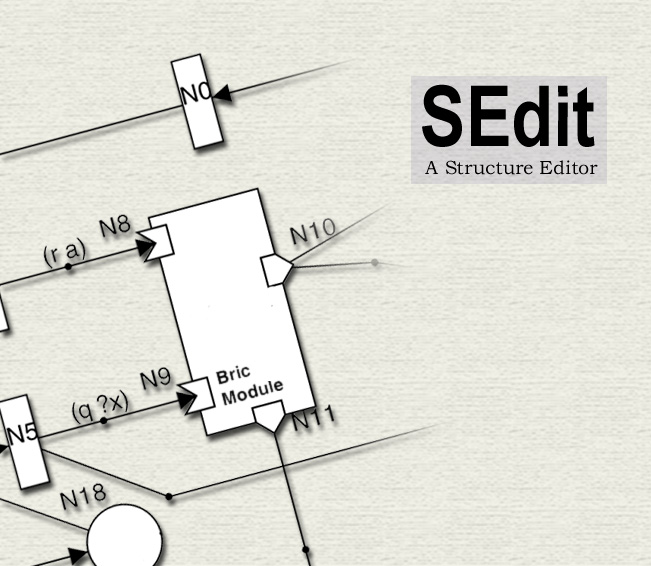 N0
SEdit
A Structure Editor
N8
N10
(r a)
N9
Bric
Module
(q ?x)
N11
N5
N18